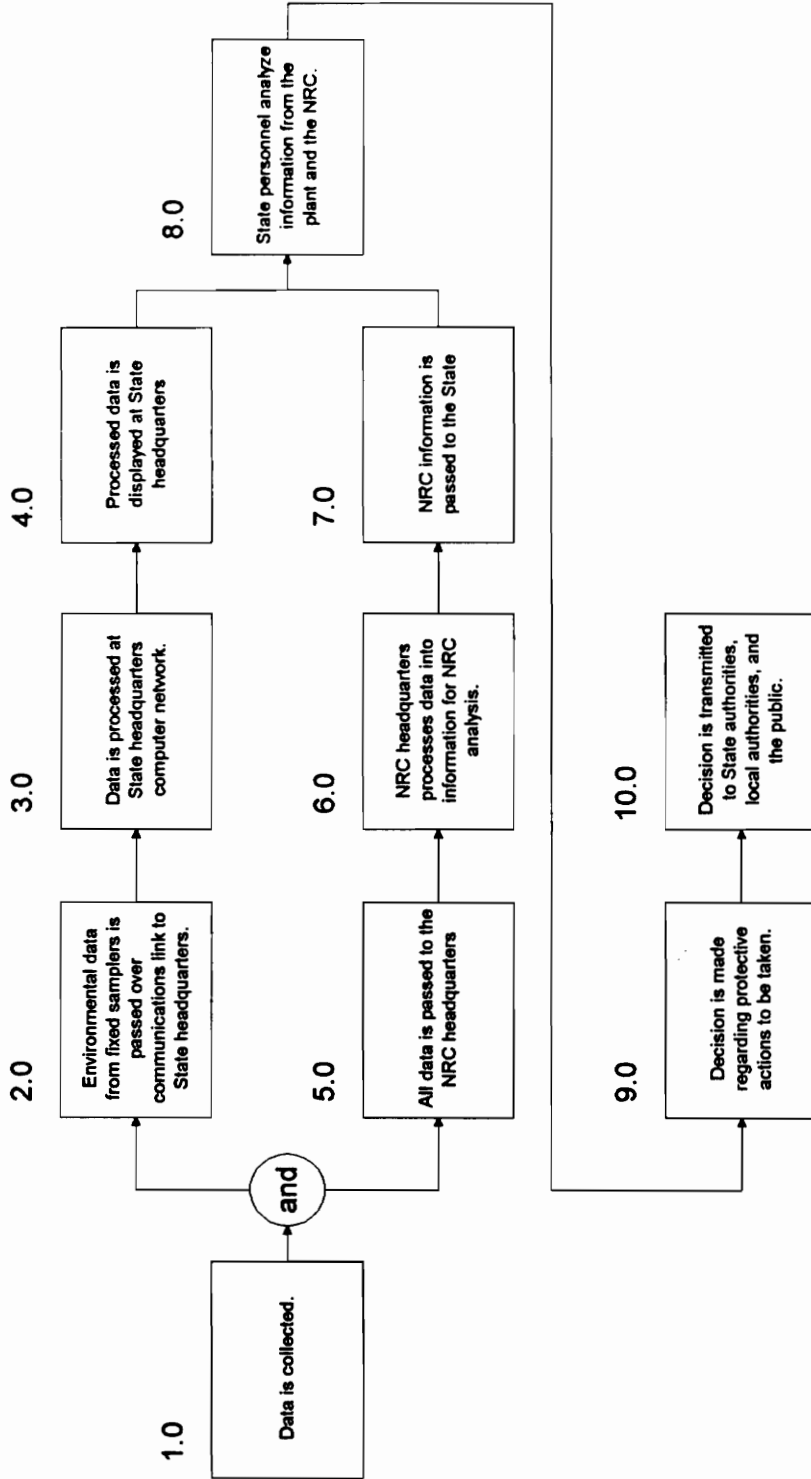 1.0
Data is collected.
and
2.0
Environmental data
from fixed samplers is
passed over
communications link to
State headquarters.
3.0
Data is processed at
State headquarters
computer network.
4.0
Processed data is
displayed at State
headquarters
5.0
All data is passed to the
NRC headquarters
6.0
NRC headquarters
processes data into
information for NRC
analysis.
7.0
NRC information is
passed to the State
8.0
State personnel analyze
information from the
plant and the NRC.
9.0
Decision is made
regarding protective
actions to be taken.
10.0
Decision is transmitted
to State authorities,
local authorities, and
the public.